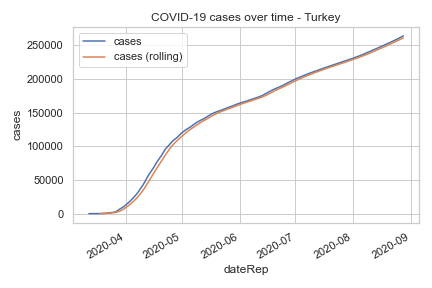 COVID-19 cases over time - Turkey
cases
cases (rolling)
250000
200000
150000
100000
50000
0
cases
2020-04
2020-05
2020-06
2020-07
2020-08
2020-09
dateRep